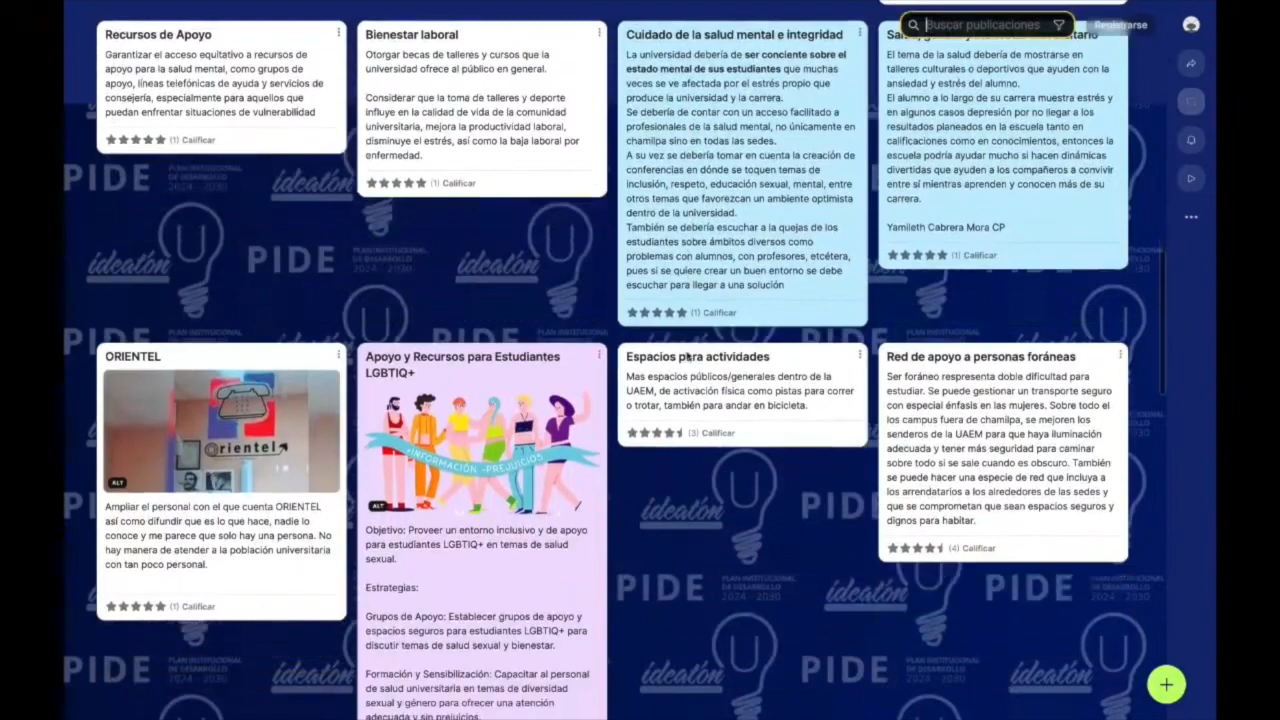 Buscar publicaciones
Registrarse
Recursos de Apoyo
Garantizar el acceso equitativo a recursos de
apoyo para la salud mental, como grupos de
apoyo, líneas telefónicas de ayuda y servicios de
consejería, especialmente para aquellos que
puedan enfrentar situaciones de vulnerabilidad
(1) Calificar
Bienestar laboral
Otorgar becas de talleres y cursos que la
universidad ofrece al público en general.
Considerar que la toma de talleres y deporte
influye en la calidad de vida de la comunidad
universitaria, mejora la productividad laboral,
disminuye el estrés, así como la baja laboral por
enfermedad.
(1) Calificar
Cuidado de la salud mental e integridad
La universidad debería de ser conciente sobre el
estado mental de sus estudiantes que muchas
veces se ve afectada por el estrés propio que
produce la univeridad y la carrera.
Se debería de contar con un acceso facilitado a
profesionales de la salud mental, no únicamente en
chamilpa sino en todas las sedes.
A su vez se debería tomar en cuenta la creación de
conferencias en dónde se toquen temas de
inclusión, respeto, educación sexual, mental, entre
otros temas que favorezcan un ambiente optimista
dentro de la universidad.
También se debería escuchar a la quejas de los
estudiantes sobre ámbitos diversos como
problemas con alumnos, con profesores, etcétera,
pues si se quiere crear un buen entorno se debe
escuchar para llegar a una solución
(1) Calificar
El tema de la salud debería de mostrarse en
talleres culturales o deportivos que ayuden con la
ansiedad y estrés del alumno.
El alumno a lo largo de su carrera muestra estrés y
en algunos casos depresión por no llegar a los
resultados planeados en la escuela tanto en
calificaciones como en conocimientos, entonces la
escuela podría ayudar mucho si hacen dinámicas
divertidas que ayuden a los compañeros a convivir
entre sí mientras aprenden y conocen más de su
carrera.
Yamileth Cabrera Mora CP
(1) Calificar
ORIENTEL
Orientel
ALT
Ampliar el personal con el que cuenta ORIENTEL
así como difundir que es lo que hace, nadie lo
conoce y me parece que solo hay una persona. No
hay manera de atender a la población universitaria
con tan poco personal.
(1) Calificar
Apoyo y Recursos para Estudiantes
LGBTIQ+
+INFORMACIÓN -PREJUICIOS
ALT
Objetivo: Proveer un entorno inclusivo y de apoyo
para estudiantes LGBTIQ+ en temas de salud
sexual.
Estrategias:
Grupos de Apoyo: Establecer grupos de apoyo y
espacios seguros para estudiantes LGBTIQ+ para
discutir temas de salud sexual y bienestar.
Formación y Sensibilización: Capacitar al personal
de salud universitaria en temas de diversidad
sexual y género para ofrecer una atención
adecuada y sin prejuicios.
Espacios para actividades
Mas espacios públicos/generales dentro de la
UAEM, de activación física como pistas para correr
o trotar, también para andar en bicicleta.
(3) Calificar
Red de apoyo a personas foráneas
Ser foráneo respresenta doble dificultad para
estudiar. Se puede gestionar un transporte seguro
con especial énfasis en las mujeres. Sobre todo el
los campus fuera de chamilpa, se mejoren los
senderos de la UAEM para que haya iluminación
adecuada y tener más seguridad para caminar
sobre todo si se sale cuando es obscuro. También
se puede hacer una especie de red que incluya a
los arrendatarios a los alrededores de las sedes y
que se comprometan que sean espacios seguros y
dignos para habitar.
(4) Calificar
ideatón
PIDE
PLAN INSTITUCIONAL
DE DESARROLLO
2024 - 2030